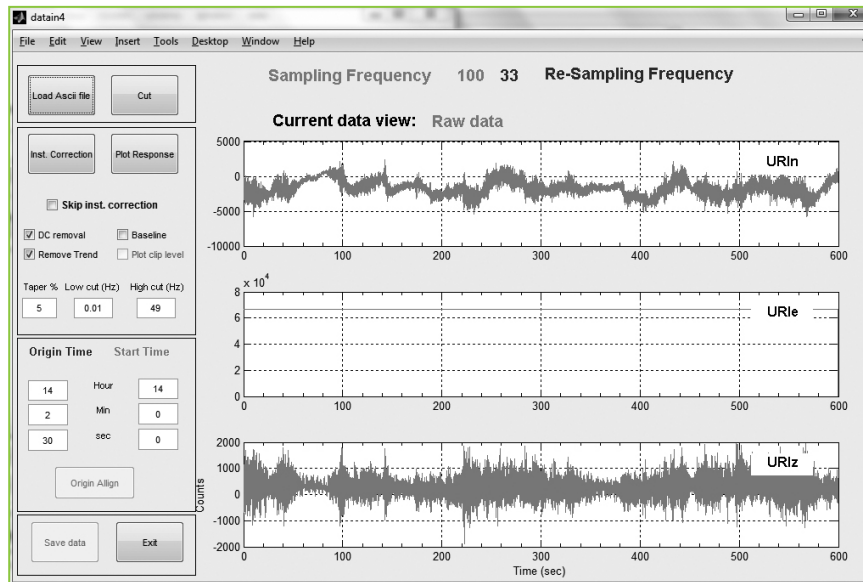 datain4
File Edit View Insert Tools Desktop Window Help
Load Ascii file Cut
Sampling Frequency 100 33 Re-Sampling Frequency
Current data view: Raw data
Inst. Correction Plot Response
Skip inst. correction
DC removal Baseline
Remove Trend Plot clip level
Taper % Low cut (Hz) High cut (Hz)
5 0.01 49
Origin Time Start Time
14 Hour 14
2 Min 0
30 sec 0
Origin Allign
Save data Exit
URIn
5000
0
-5000
-10000
0 100 200 300 400 500 600
x 10^4
URIe
8
6
4
2
0
0 100 200 300 400 500 600
URIz
2000
1000
0
-1000
-2000
Counts
0 100 200 300 400 500 600
Time (sec)